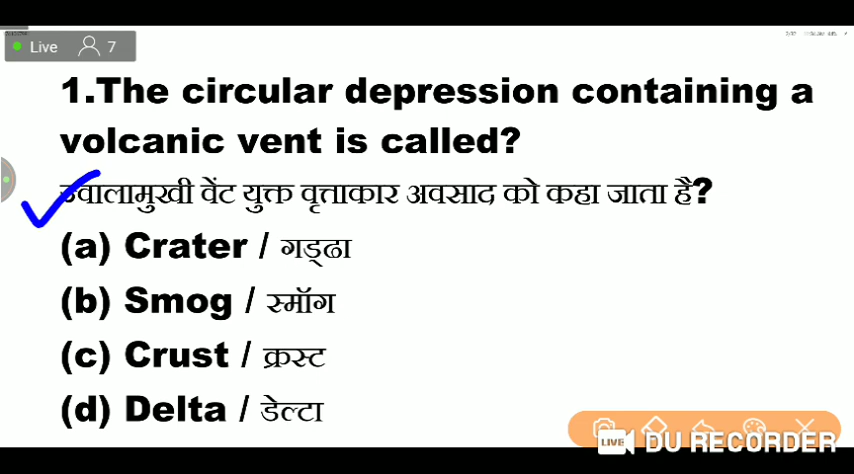 Live 7
1.The circular depression containing a
volcanic vent is called?
ज्वालामुखी वेंट युक्त वृत्ताकार अवसाद को कहा जाता है?
(a) Crater / गड्ढा
(b) Smog / स्मॉग
(c) Crust / क्रस्ट
(d) Delta / डेल्टा
LIVE DU RECORDER